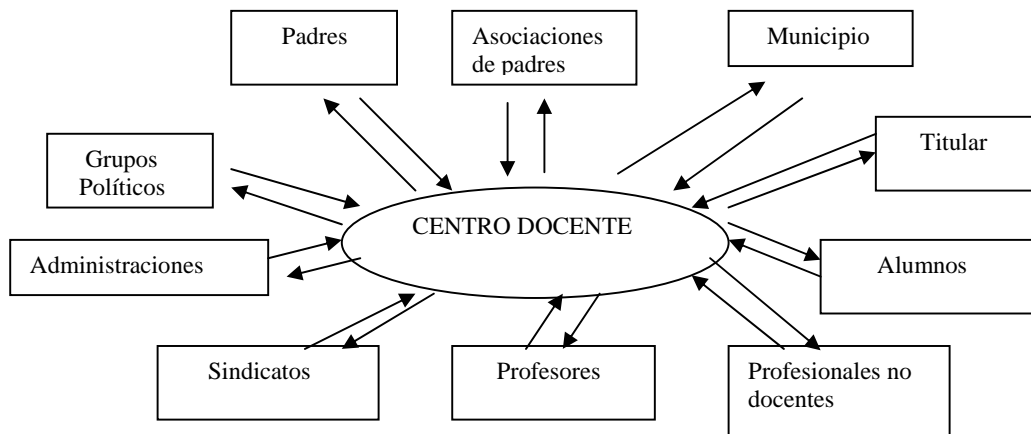 Padres
Asociaciones
de padres
Municipio
Grupos
Políticos
Titular
CENTRO DOCENTE
Administraciones
Alumnos
Sindicatos
Profesores
Profesionales no
docentes